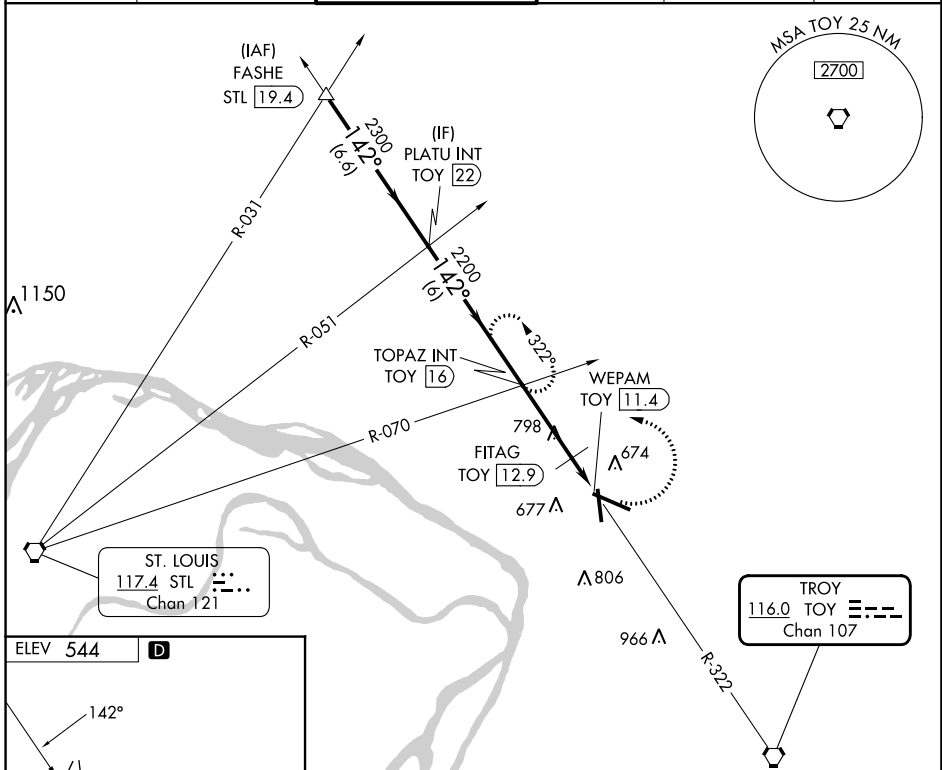 MSA TOY 25 NM
2700
(IAF)
FASHE
STL 19.4
2300
142°
(6.6)
(IF)
PLATU INT
TOY 22
R-031
1150
R-051
2200
142°
(6)
322°
TOPAZ INT
TOY 16
WEPAM
TOY 11.4
R-070
798
FITAG
TOY 12.9
674
677
ST. LOUIS
117.4 STL
Chan 121
806
TROY
116.0 TOY
Chan 107
966
R-322
ELEV 544 D
142°